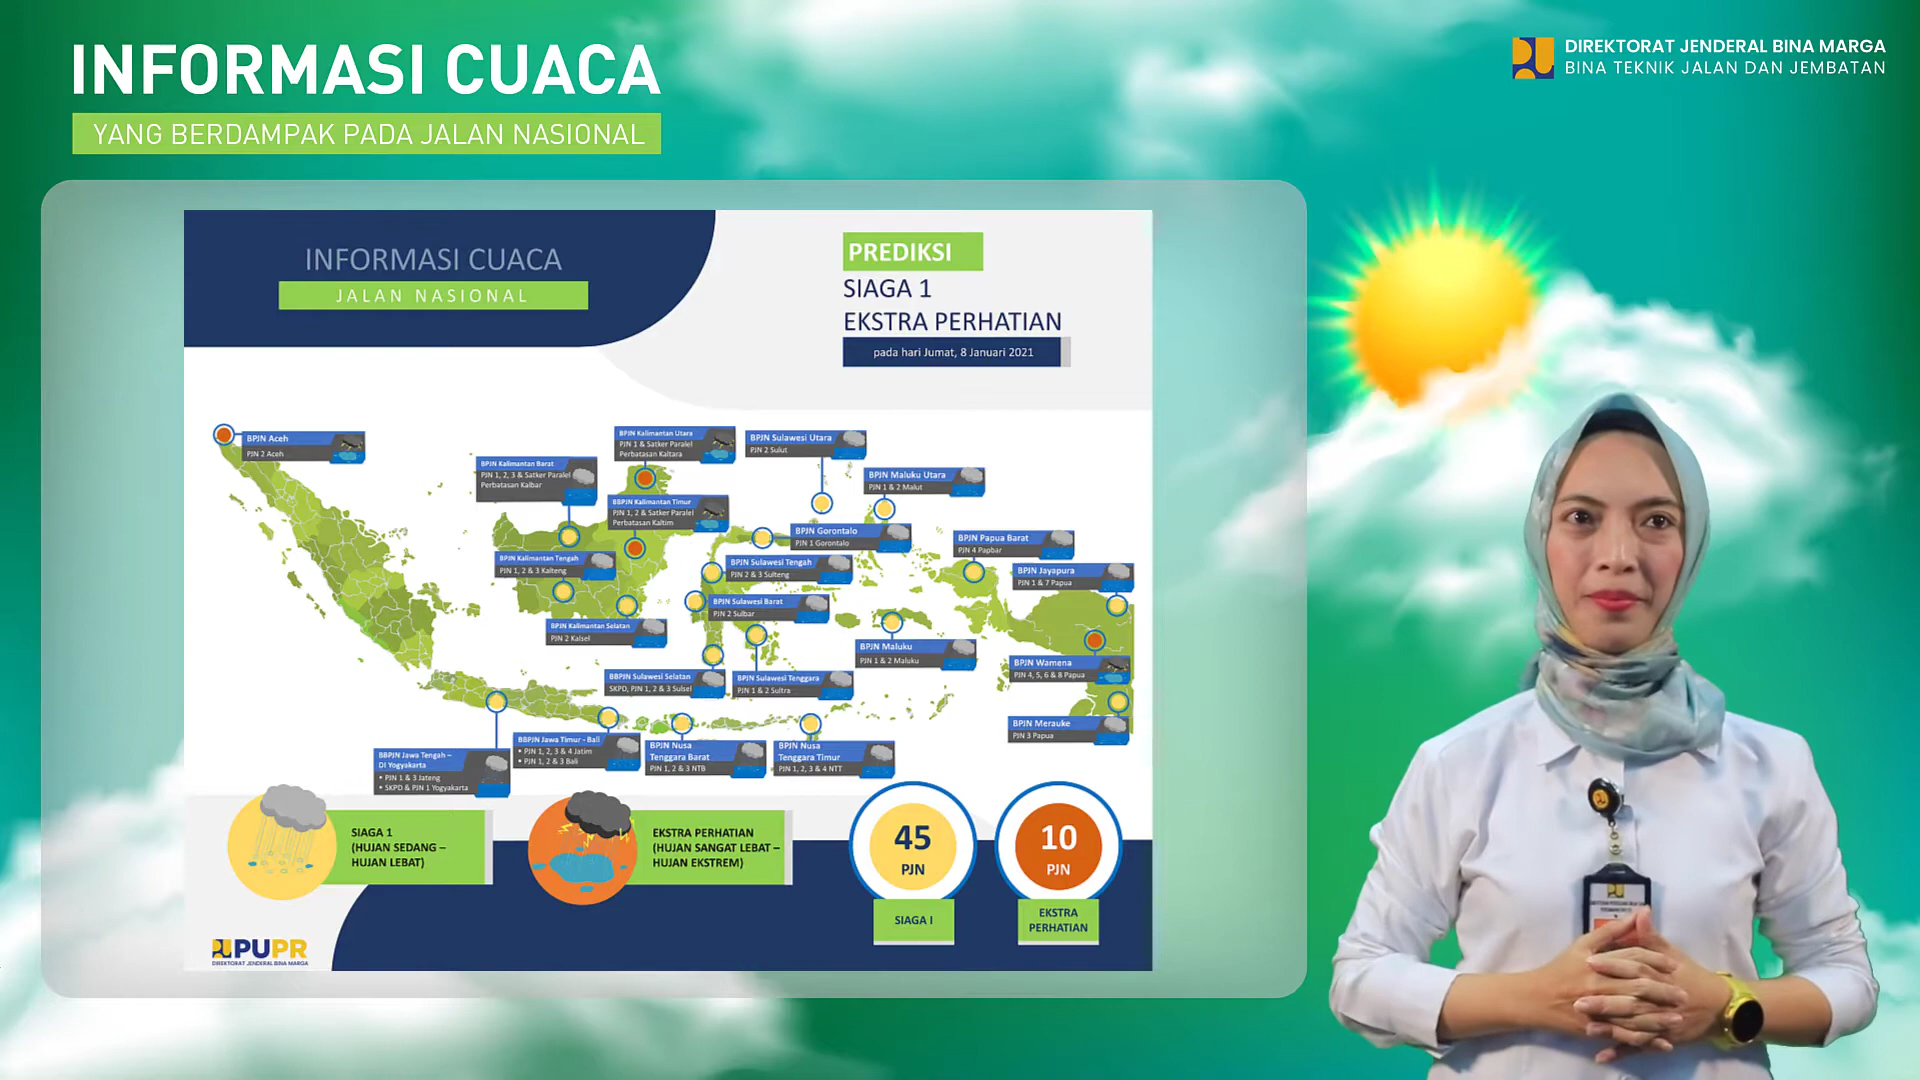 INFORMASI CUACA
YANG BERDAMPAK PADA JALAN NASIONAL
DIREKTORAT JENDERAL BINA MARGA
BINA TEKNIK JALAN DAN JEMBATAN
INFORMASI CUACA
JALAN NASIONAL
PREDIKSI
SIAGA 1
EKSTRA PERHATIAN
pada hari Jumat, 8 Januari 2021
BPJN Aceh
PJN 2 Aceh
BPJN Kalimantan Barat
PJN 1, 2, 3 & Satker Paralel
Perbatasan Kalbar
BPJN Kalimantan Utara
PJN 1 & Satker Paralel
Perbatasan Kaltara
BPJN Sulawesi Utara
PJN 2 Sulut
BPJN Maluku Utara
PJN 1 & 2 Malut
BBPJN Kalimantan Timur
PJN 1, 2 & Satker Paralel
Perbatasan Kaltim
BPJN Gorontalo
PJN 1 Gorontalo
BPJN Papua Barat
PJN 4 Papbar
BPJN Kalimantan Tengah
PJN 1, 2 & 3 Kalteng
BPJN Sulawesi Tengah
PJN 2 & 3 Sulteng
BPJN Jayapura
PJN 1 & 7 Papua
BPJN Sulawesi Barat
PJN 2 Sulbar
BPJN Kalimantan Selatan
PJN 2 Kalsel
BPJN Maluku
PJN 1 & 2 Maluku
BPJN Wamena
PJN 4, 5, 6 & 8 Papua
BBPJN Sulawesi Selatan
SKPD, PJN 1, 2 & 3 Sulsel
BPJN Sulawesi Tenggara
PJN 1 & 2 Sultra
BPJN Merauke
PJN 3 Papua
BBPJN Jawa Tengah –
DI Yogyakarta
• PJN 1 & 3 Jateng
• SKPD & PJN 1 Yogyakarta
BBPJN Jawa Timur - Bali
• PJN 1, 2, 3 & 4 Jatim
• PJN 1, 2 & 3 Bali
BPJN Nusa
Tenggara Barat
PJN 1, 2 & 3 NTB
BPJN Nusa
Tenggara Timur
PJN 1, 2, 3 & 4 NTT
SIAGA 1
(HUJAN SEDANG –
HUJAN LEBAT)
EKSTRA PERHATIAN
(HUJAN SANGAT LEBAT –
HUJAN EKSTREM)
45
PJN
SIAGA I
10
PJN
EKSTRA
PERHATIAN
PUPR
DIREKTORAT JENDERAL BINA MARGA